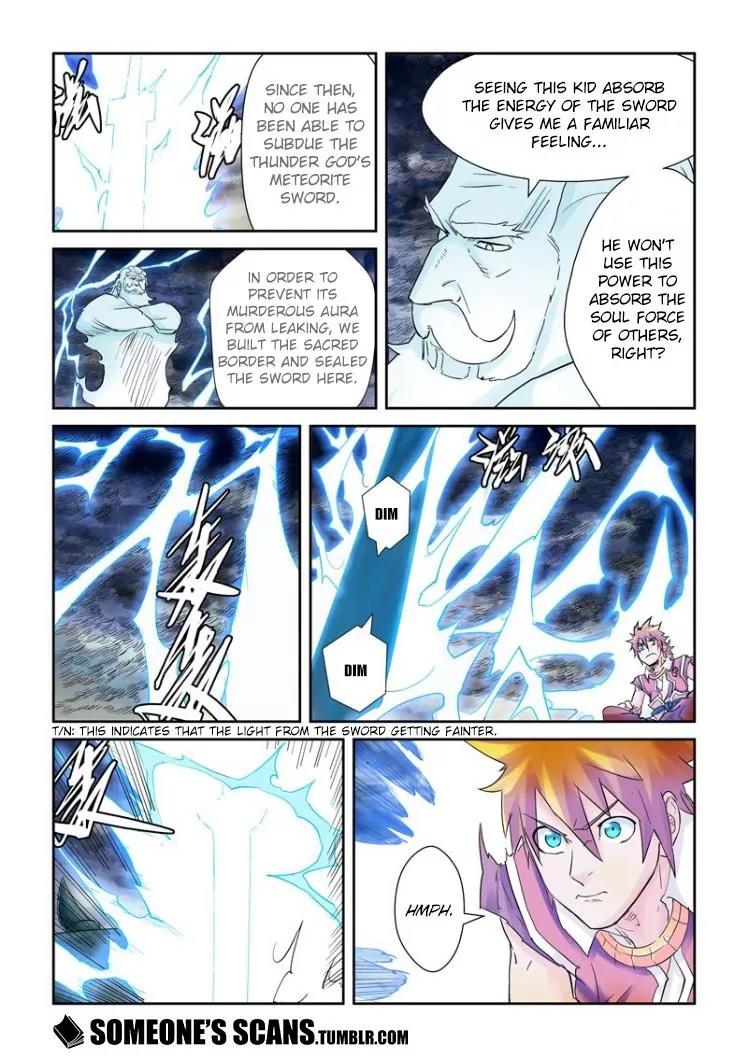 SINCE THEN,
NO ONE HAS
BEEN ABLE TO
SUBDUE THE
THUNDER GOD'S
METEORITE
SWORD.
SEEING THIS KID ABSORB
THE ENERGY OF THE SWORD
GIVES ME A FAMILIAR
FEELING...
HE WON'T
USE THIS
POWER TO
ABSORB THE
SOUL FORCE
OF OTHERS,
RIGHT?
IN ORDER TO
PREVENT ITS
MURDEROUS AURA
FROM LEAKING, WE
BUILT THE SACRED
BORDER AND SEALED
THE SWORD HERE.
DIM
DIM
T/N: THIS INDICATES THAT THE LIGHT FROM THE SWORD GETTING FAINTER.
HMPH.
SOMEONE'S SCANS.TUMBLR.COM